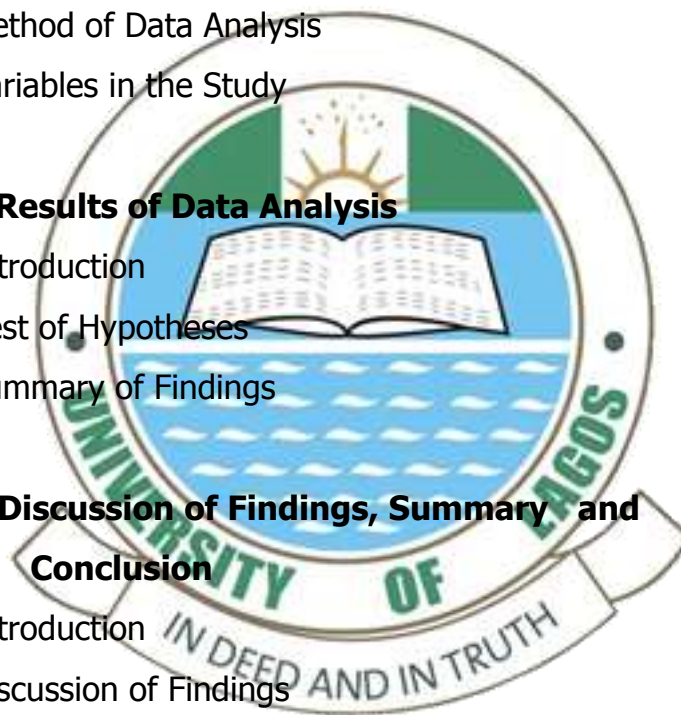 ethod of Data Analysis
ariables in the Study
Results of Data Analysis
troduction
est of Hypotheses
ummary of Findings
Discussion of Findings, Summary and
Conclusion
troduction
iscussion of Findings
UNIVERSITY OF LAGOS
IN DEED AND IN TRUTH